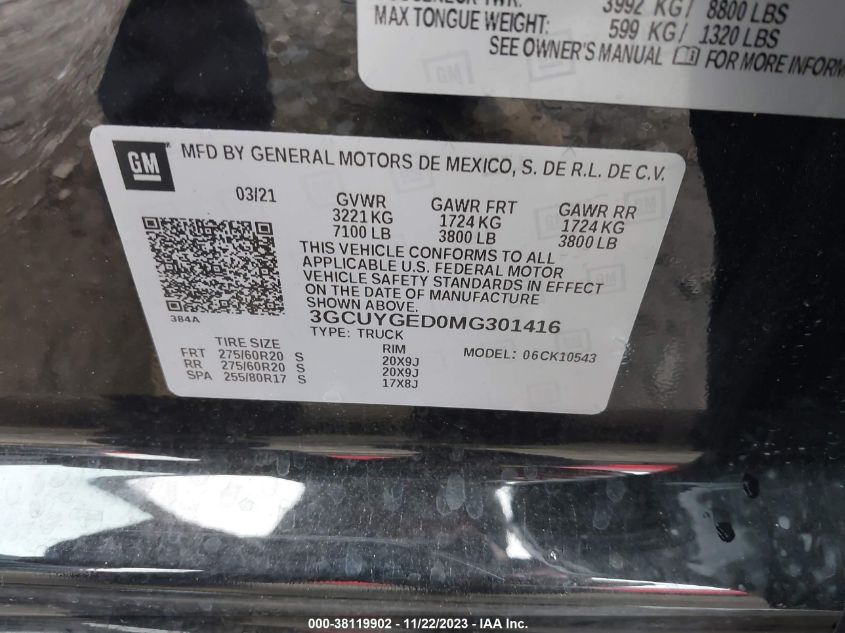 3992 KG/ 8800 LBS
MAX TONGUE WEIGHT: 599 KG/ 1320 LBS
SEE OWNER'S MANUAL FOR MORE INFORM
GM
GM MFD BY GENERAL MOTORS DE MEXICO, S. DE R.L. DE C.V.
03/21 GVWR GAWR FRT GAWR RR
3221 KG 1724 KG 1724 KG
7100 LB 3800 LB 3800 LB
THIS VEHICLE CONFORMS TO ALL
APPLICABLE U.S. FEDERAL MOTOR
VEHICLE SAFETY STANDARDS IN EFFECT
ON THE DATE OF MANUFACTURE
SHOWN ABOVE.
384A
3GCUYGED0MG301416
TYPE: TRUCK
TIRE SIZE RIM MODEL: 06CK10543
FRT 275/60R20 S 20X9J
RR 275/60R20 S 20X9J
SPA 255/80R17 S 17X8J
000-38119902 - 11/22/2023 - IAA Inc.